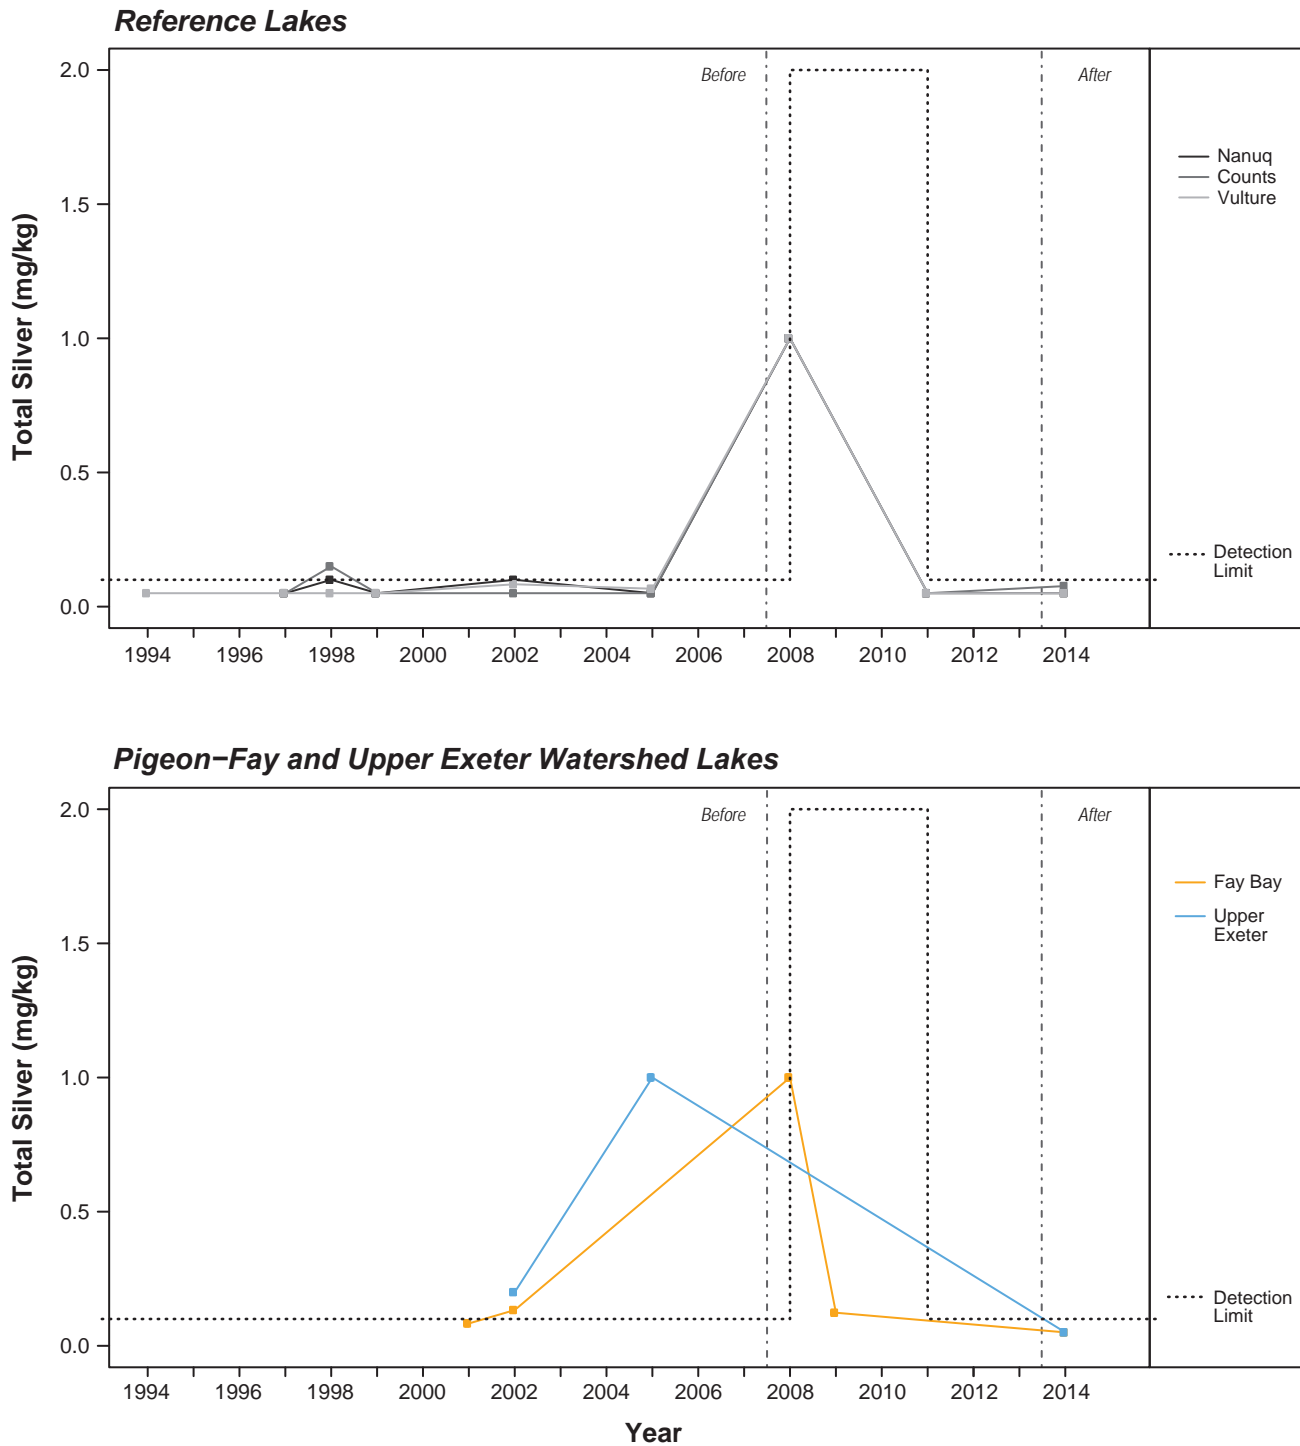 Reference Lakes
Total Silver (mg/kg)
2.0
1.5
1.0
0.5
0.0
Before
After
Nanuq
Counts
Vulture
Detection
Limit
1994 1996 1998 2000 2002 2004 2006 2008 2010 2012 2014
Pigeon−Fay and Upper Exeter Watershed Lakes
Total Silver (mg/kg)
2.0
1.5
1.0
0.5
0.0
Before
After
Fay Bay
Upper
Exeter
Detection
Limit
1994 1996 1998 2000 2002 2004 2006 2008 2010 2012 2014
Year